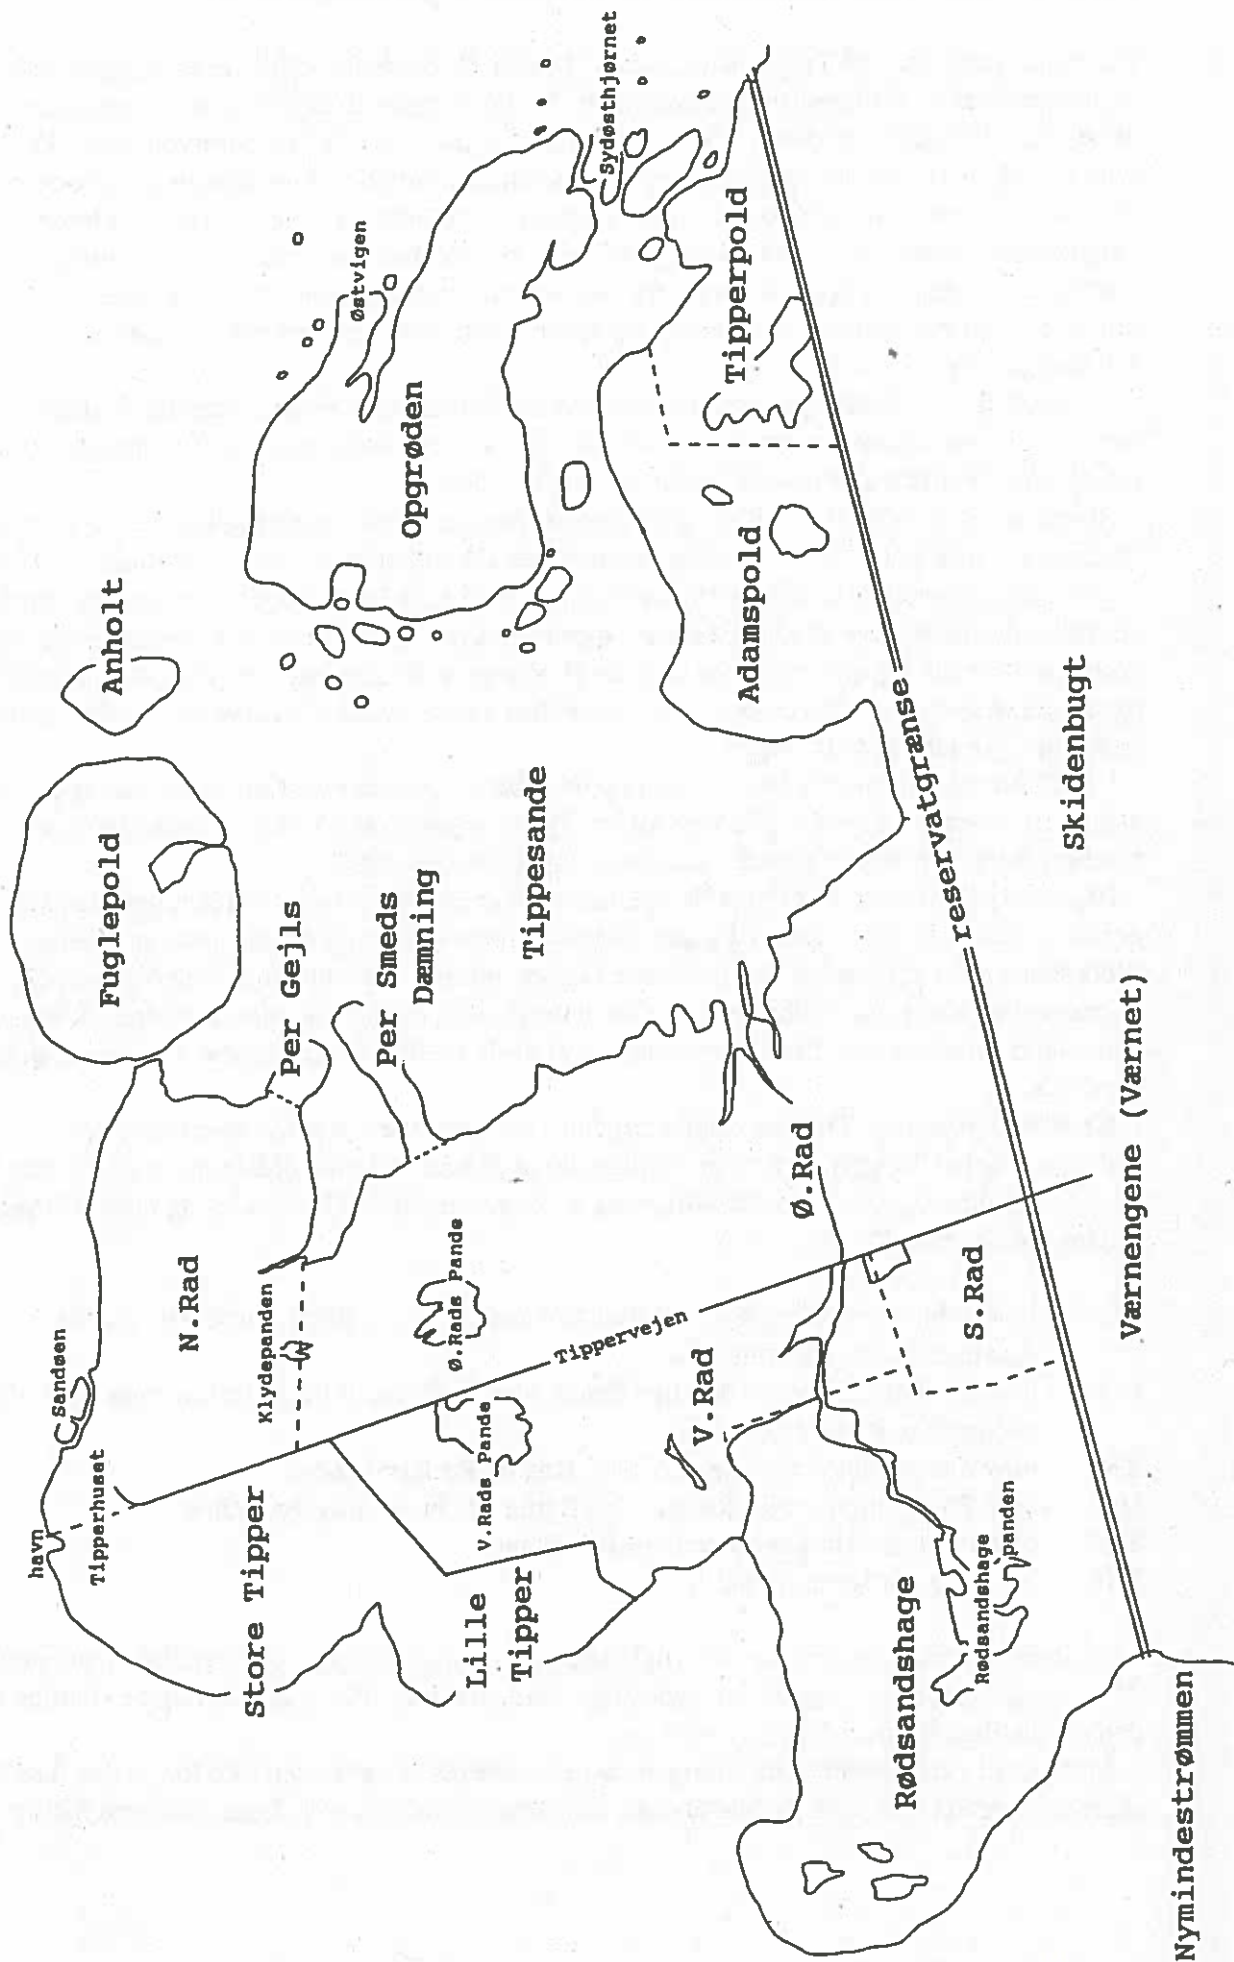 havn
Tipperhuset
Sandøen
Store Tipper
N.Rad
Klydepanden
Per Gejls
Fuglepold
Anholt
Østvigen
Opgrøden
Sydøsthjørnet
Lille
Tipper
V.Rads Pande
Ø.Rads Pande
Tippervejen
Per Smeds
Dæmning
Tippesande
V.Rad
Ø.Rad
Adamspold
Tipperpold
Rødsandshage
Rødsandshage
panden
S.Rad
reservatgrænse
Skidenbugt
Nymindestrømmen
Værnengene (Værnet)